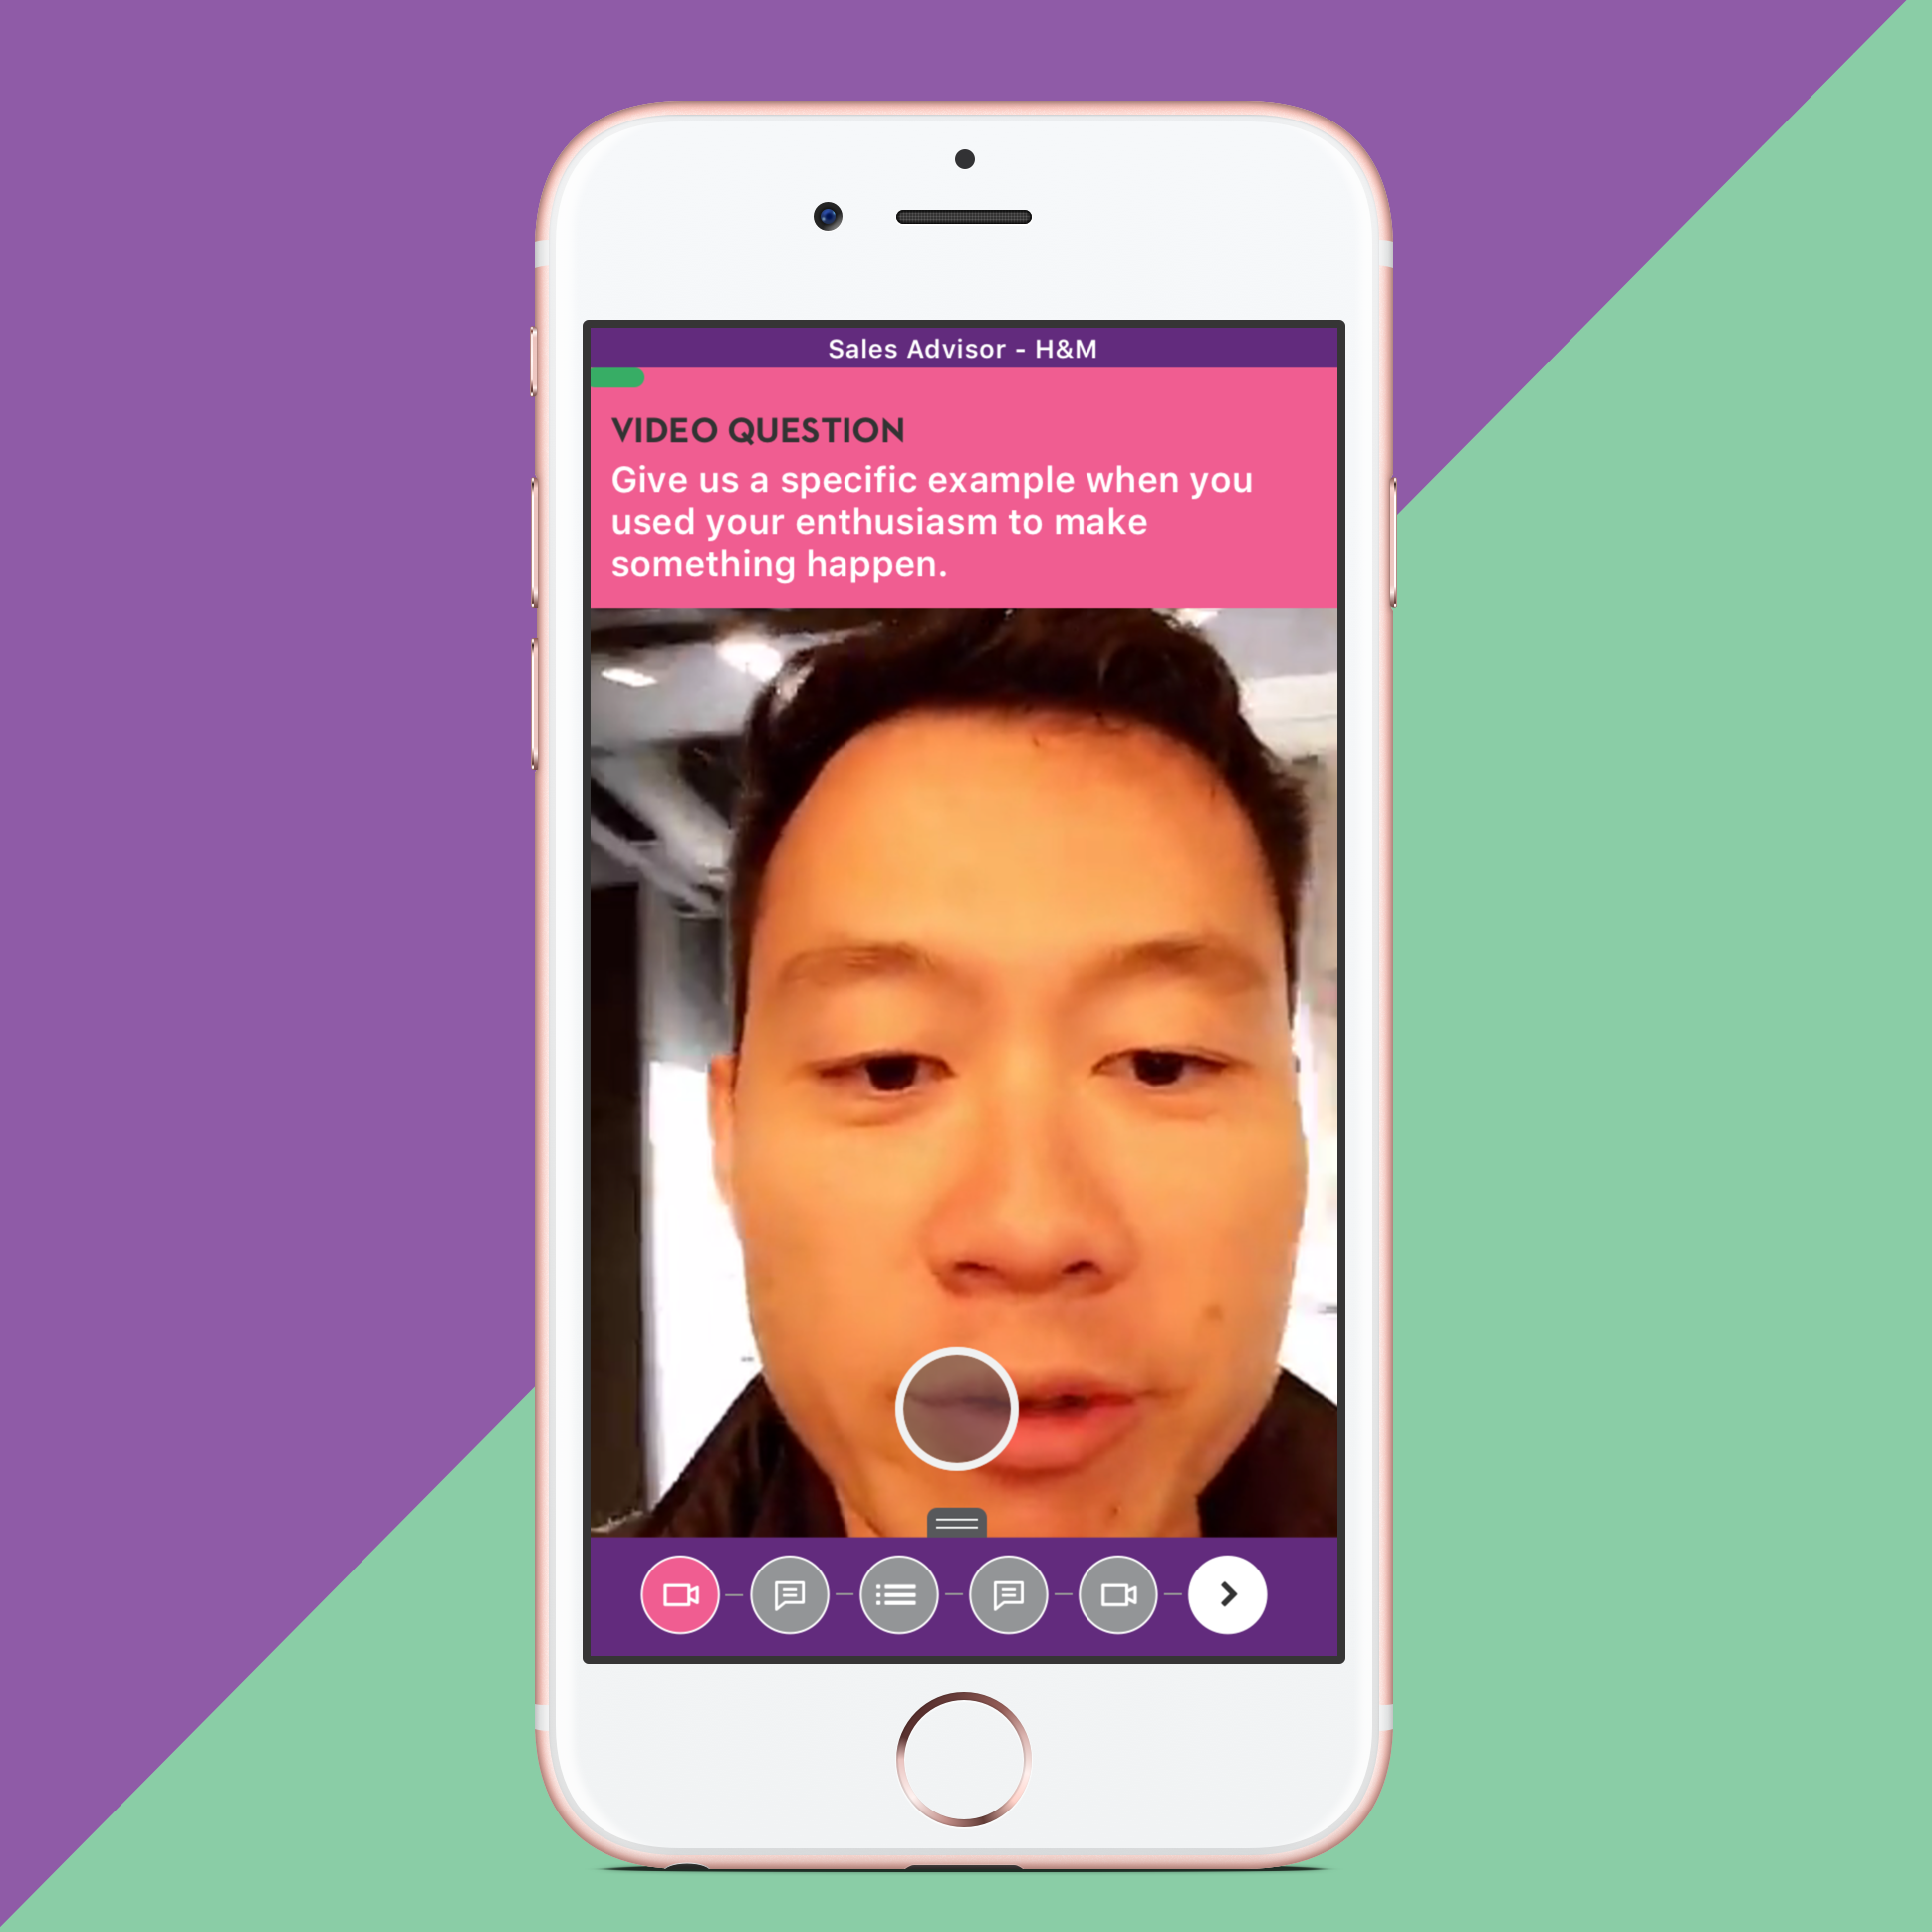 Sales Advisor - H&M
VIDEO QUESTION
Give us a specific example when you
used your enthusiasm to make
something happen.